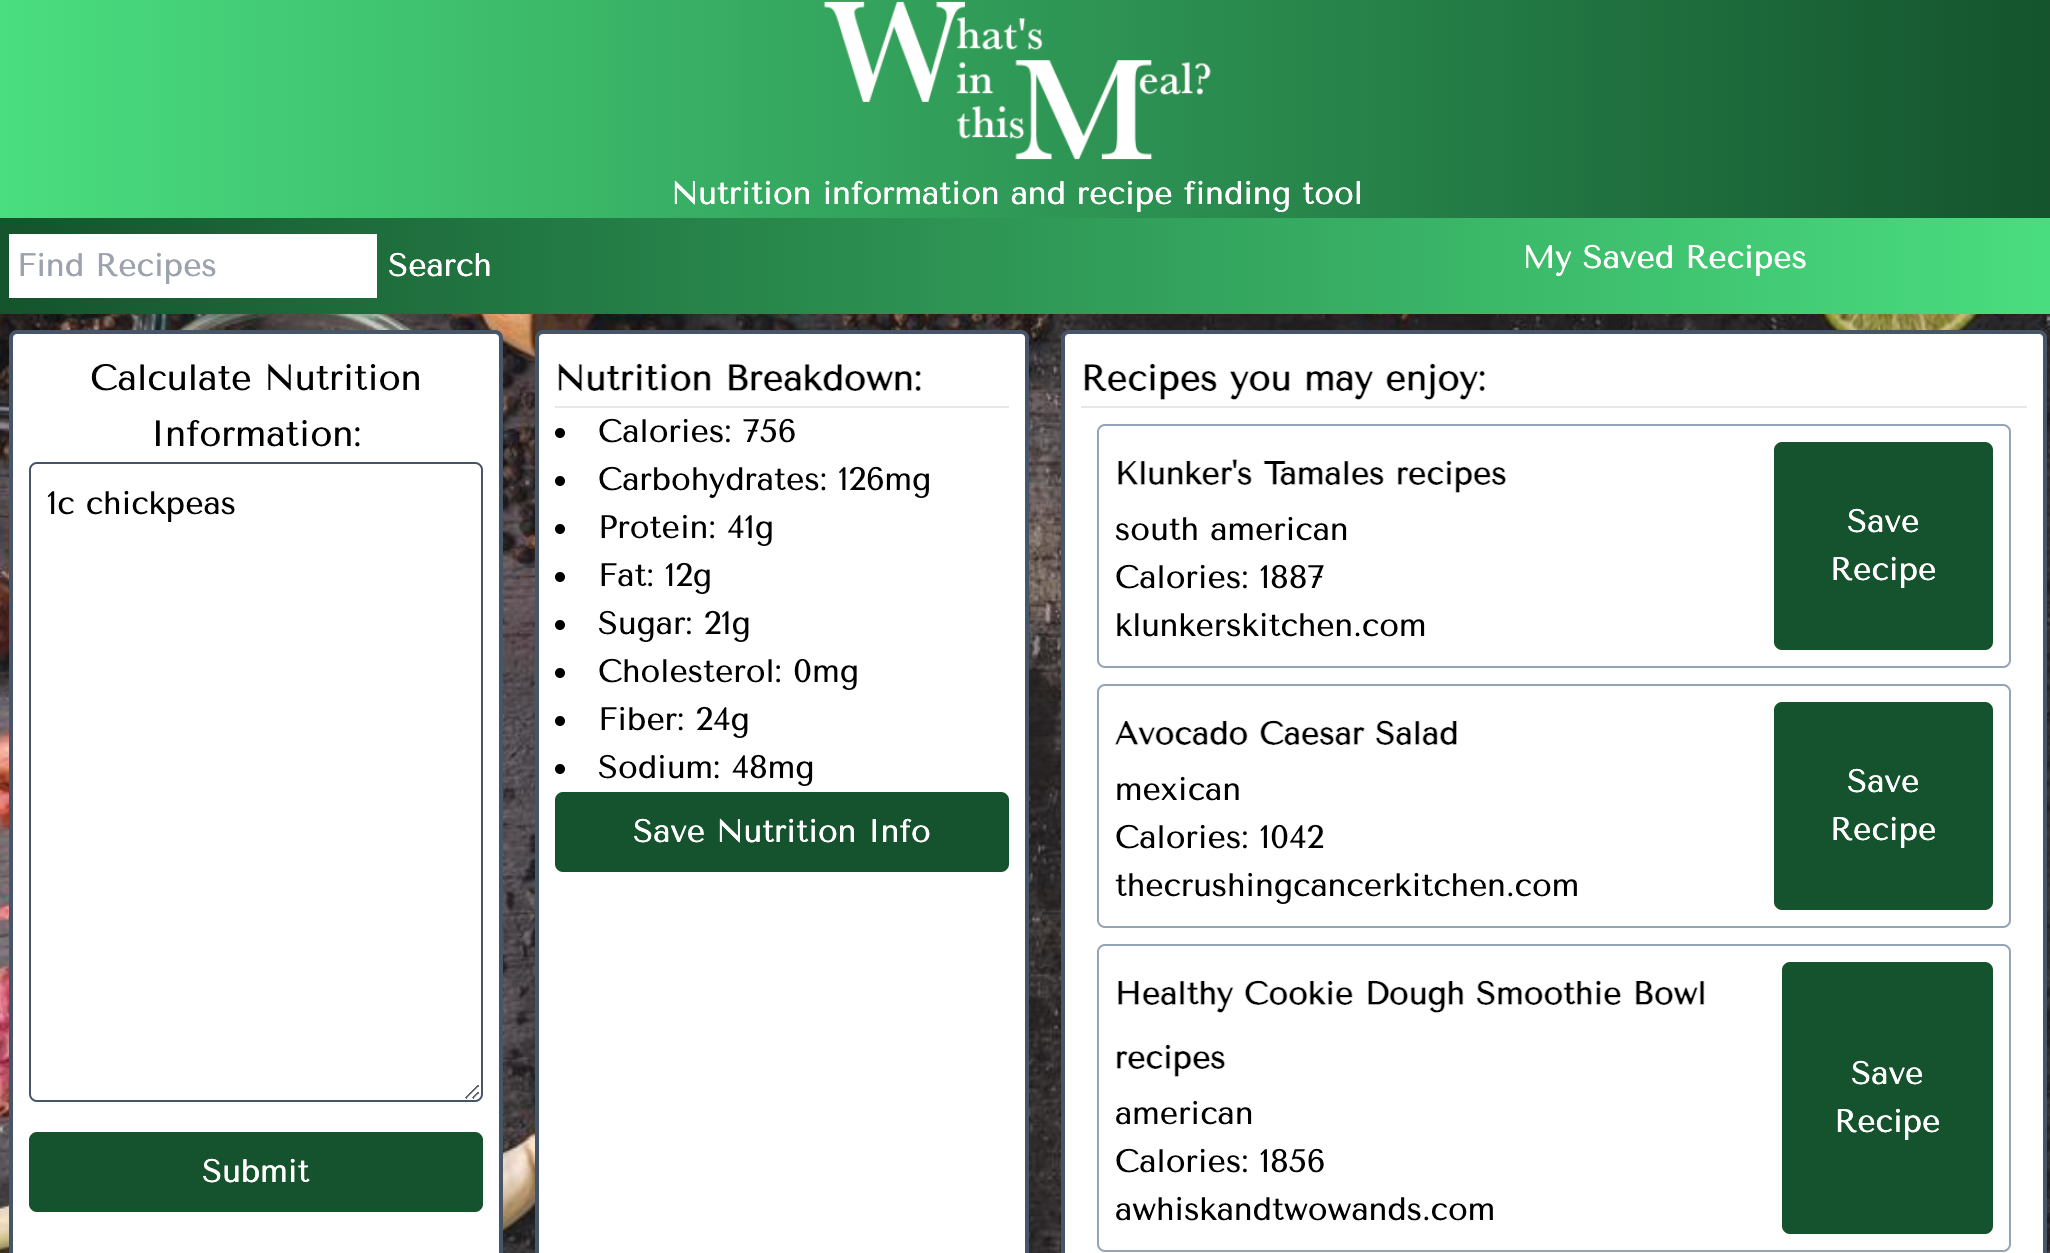 What's
in
this Meal?
Nutrition information and recipe finding tool
Find Recipes
Search
My Saved Recipes
Calculate Nutrition
Information:
1c chickpeas
Submit
Nutrition Breakdown:
Calories: 756
Carbohydrates: 126mg
Protein: 41g
Fat: 12g
Sugar: 21g
Cholesterol: 0mg
Fiber: 24g
Sodium: 48mg
Save Nutrition Info
Recipes you may enjoy:
Klunker's Tamales recipes
south american
Calories: 1887
klunkerskitchen.com
Save
Recipe
Avocado Caesar Salad
mexican
Calories: 1042
thecrushingcancerkitchen.com
Save
Recipe
Healthy Cookie Dough Smoothie Bowl
recipes
american
Calories: 1856
awhiskandtwowands.com
Save
Recipe